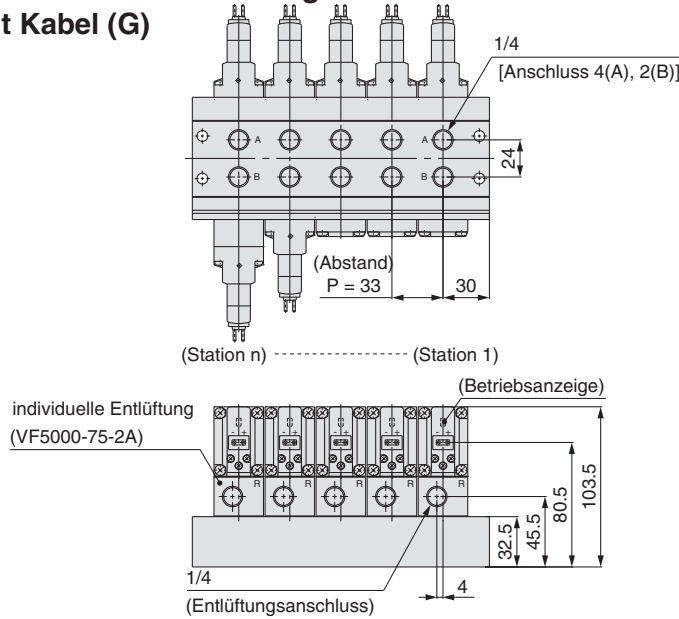 t Kabel (G)
1/4
[Anschluss 4(A), 2(B)]
A
A
B
B
24
(Abstand)
P = 33
30
(Station n)
(Station 1)
(Betriebsanzeige)
individuelle Entlüftung
(VF5000-75-2A)
- +
- +
- +
- +
- +
R
R
R
R
R
32.5
45.5
80.5
103.5
1/4
(Entlüftungsanschluss)
4